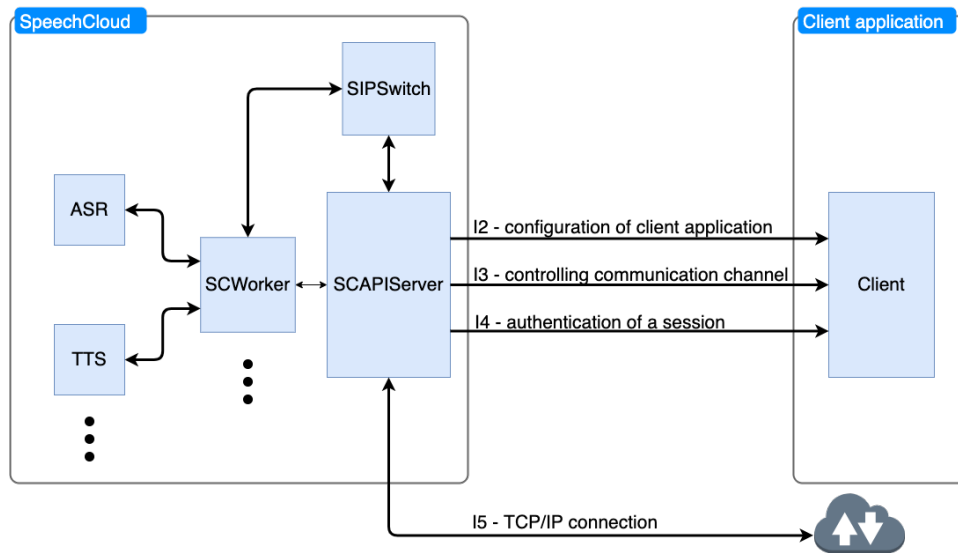 SpeechCloud
Client application
SIPSwitch
ASR
SCWorker
SCAPIServer
I2 - configuration of client application
I3 - controlling communication channel
I4 - authentication of a session
Client
TTS
I5 - TCP/IP connection